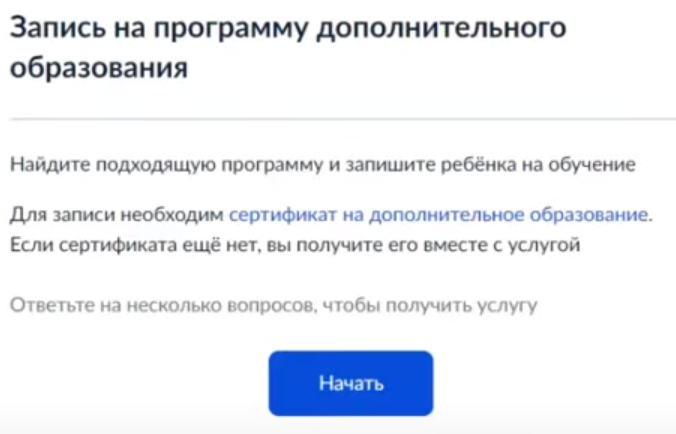 Запись на программу дополнительного
образования
Найдите подходящую программу и запишите ребёнка на обучение
Для записи необходим сертификат на дополнительное образование.
Если сертификата ещё нет, вы получите его вместе с услугой
Ответьте на несколько вопросов, чтобы получить услугу
Начать